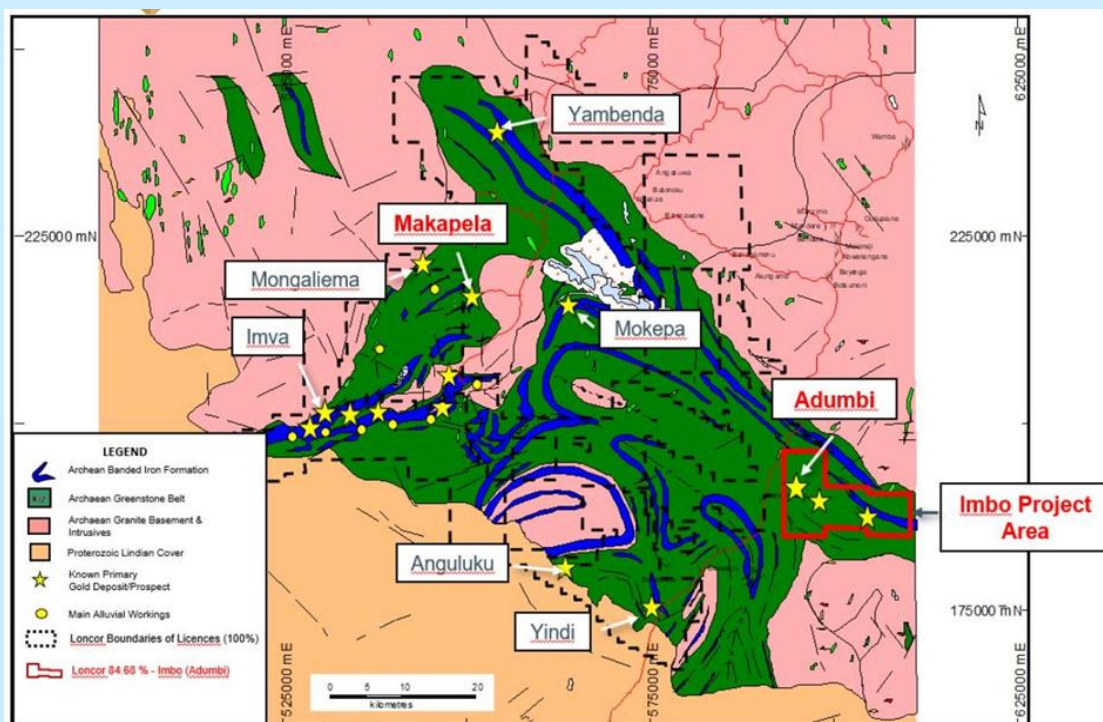 525000 mE
575000 mE
625000 mE
Yambenda
Wamba
225000 mN
Makapela
225000 mN
Mongaliema
Imva
Mokepa
Adumbi
Imbo Project
Area
Anguluku
Yindi
175000 mN
LEGEND
Archean Banded Iron Formation
Archaean Greenstone Belt
Archaean Granite Basement &
Intrusives
Proterozoic Lindian Cover
Known Primary
Gold Deposit/Prospect
Main Alluvial Workings
Loncor Boundaries of Licences (100%)
Loncor 84.68 % - Imbo (Adumbi)
0 5 10 20
kilometres
525000 mE
575000 mE
625000 mE